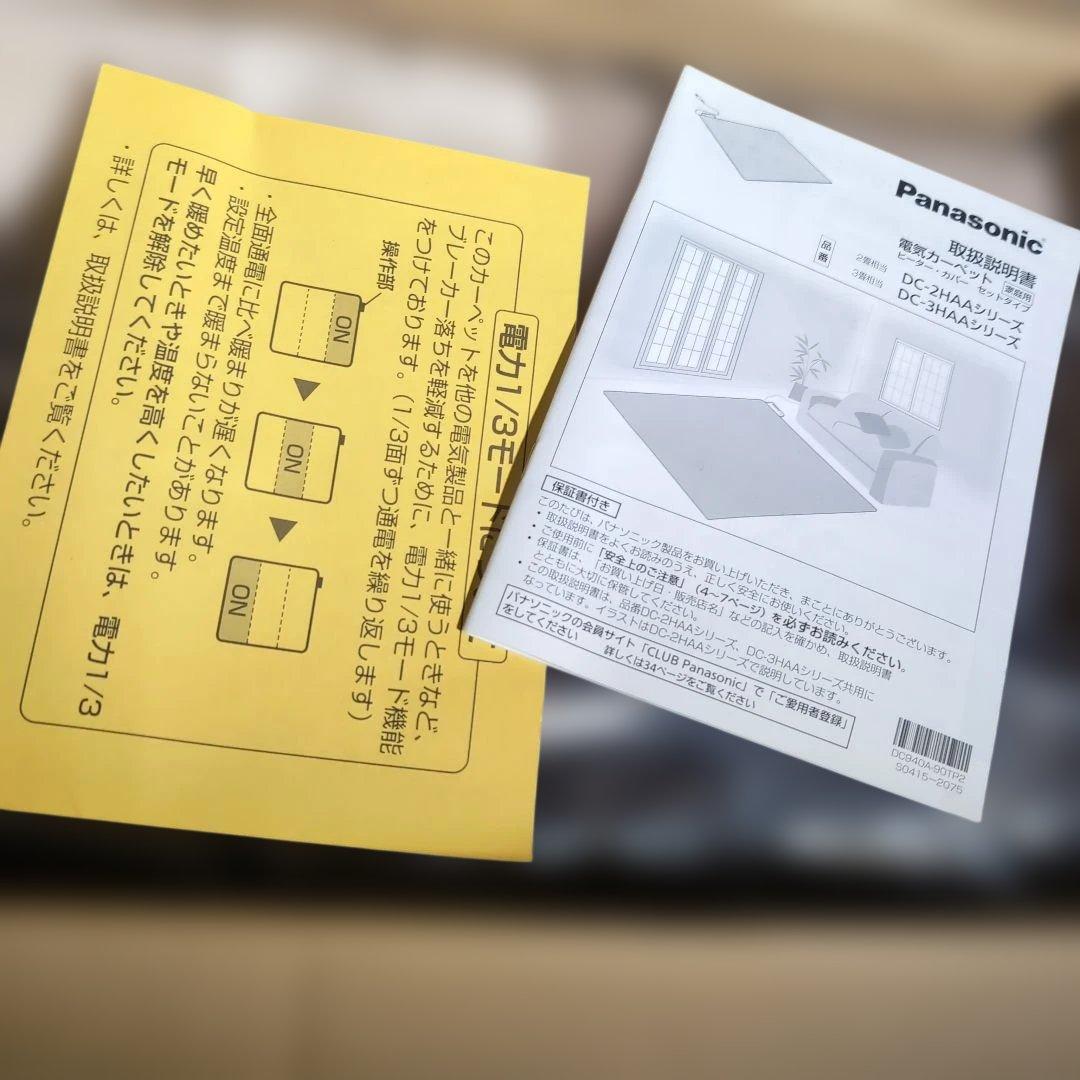 電力1/3モードに
このカーペットを他の電気製品と一緒に使うときなど、
ブレーカー落ちを軽減するために、電力1/3モード機能
をつけております。(1/3面ずつ通電を繰り返します)
操作部
ON
ON
ON
・全面通電に比べ暖まりが遅くなります。
・設定温度まで暖まらないことがあります。
早く暖めたいときや温度を高くしたいときは、電力1/3
モードを解除してください。
・詳しくは、取扱説明書をご覧ください。
Panasonic
取扱説明書
電気カーペット 家庭用
ヒーター・カバー セットタイプ
品番
2畳相当 DC-2HAAシリーズ
3畳相当 DC-3HAAシリーズ
保証書付き
このたびは、パナソニック製品をお買い上げいただき、まことにありがとうございます。
• 取扱説明書をよくお読みのうえ、正しく安全にお使いください。
• ご使用前に「安全上のご注意」(4~7ページ)を必ずお読みください。
• 保証書は、「お買い上げ日・販売店名」などの記入を確かめ、取扱説明書
とともに大切に保管してください。
• この取扱説明書は、品番DC-2HAAシリーズ、DC-3HAAシリーズ共用に
なっています。イラストはDC-2HAAシリーズで説明しています。
パナソニックの会員サイト「CLUB Panasonic」で「ご愛用者登録」
をしてください
詳しくは34ページをご覧ください
DC940A-90TP2
S0415-2075